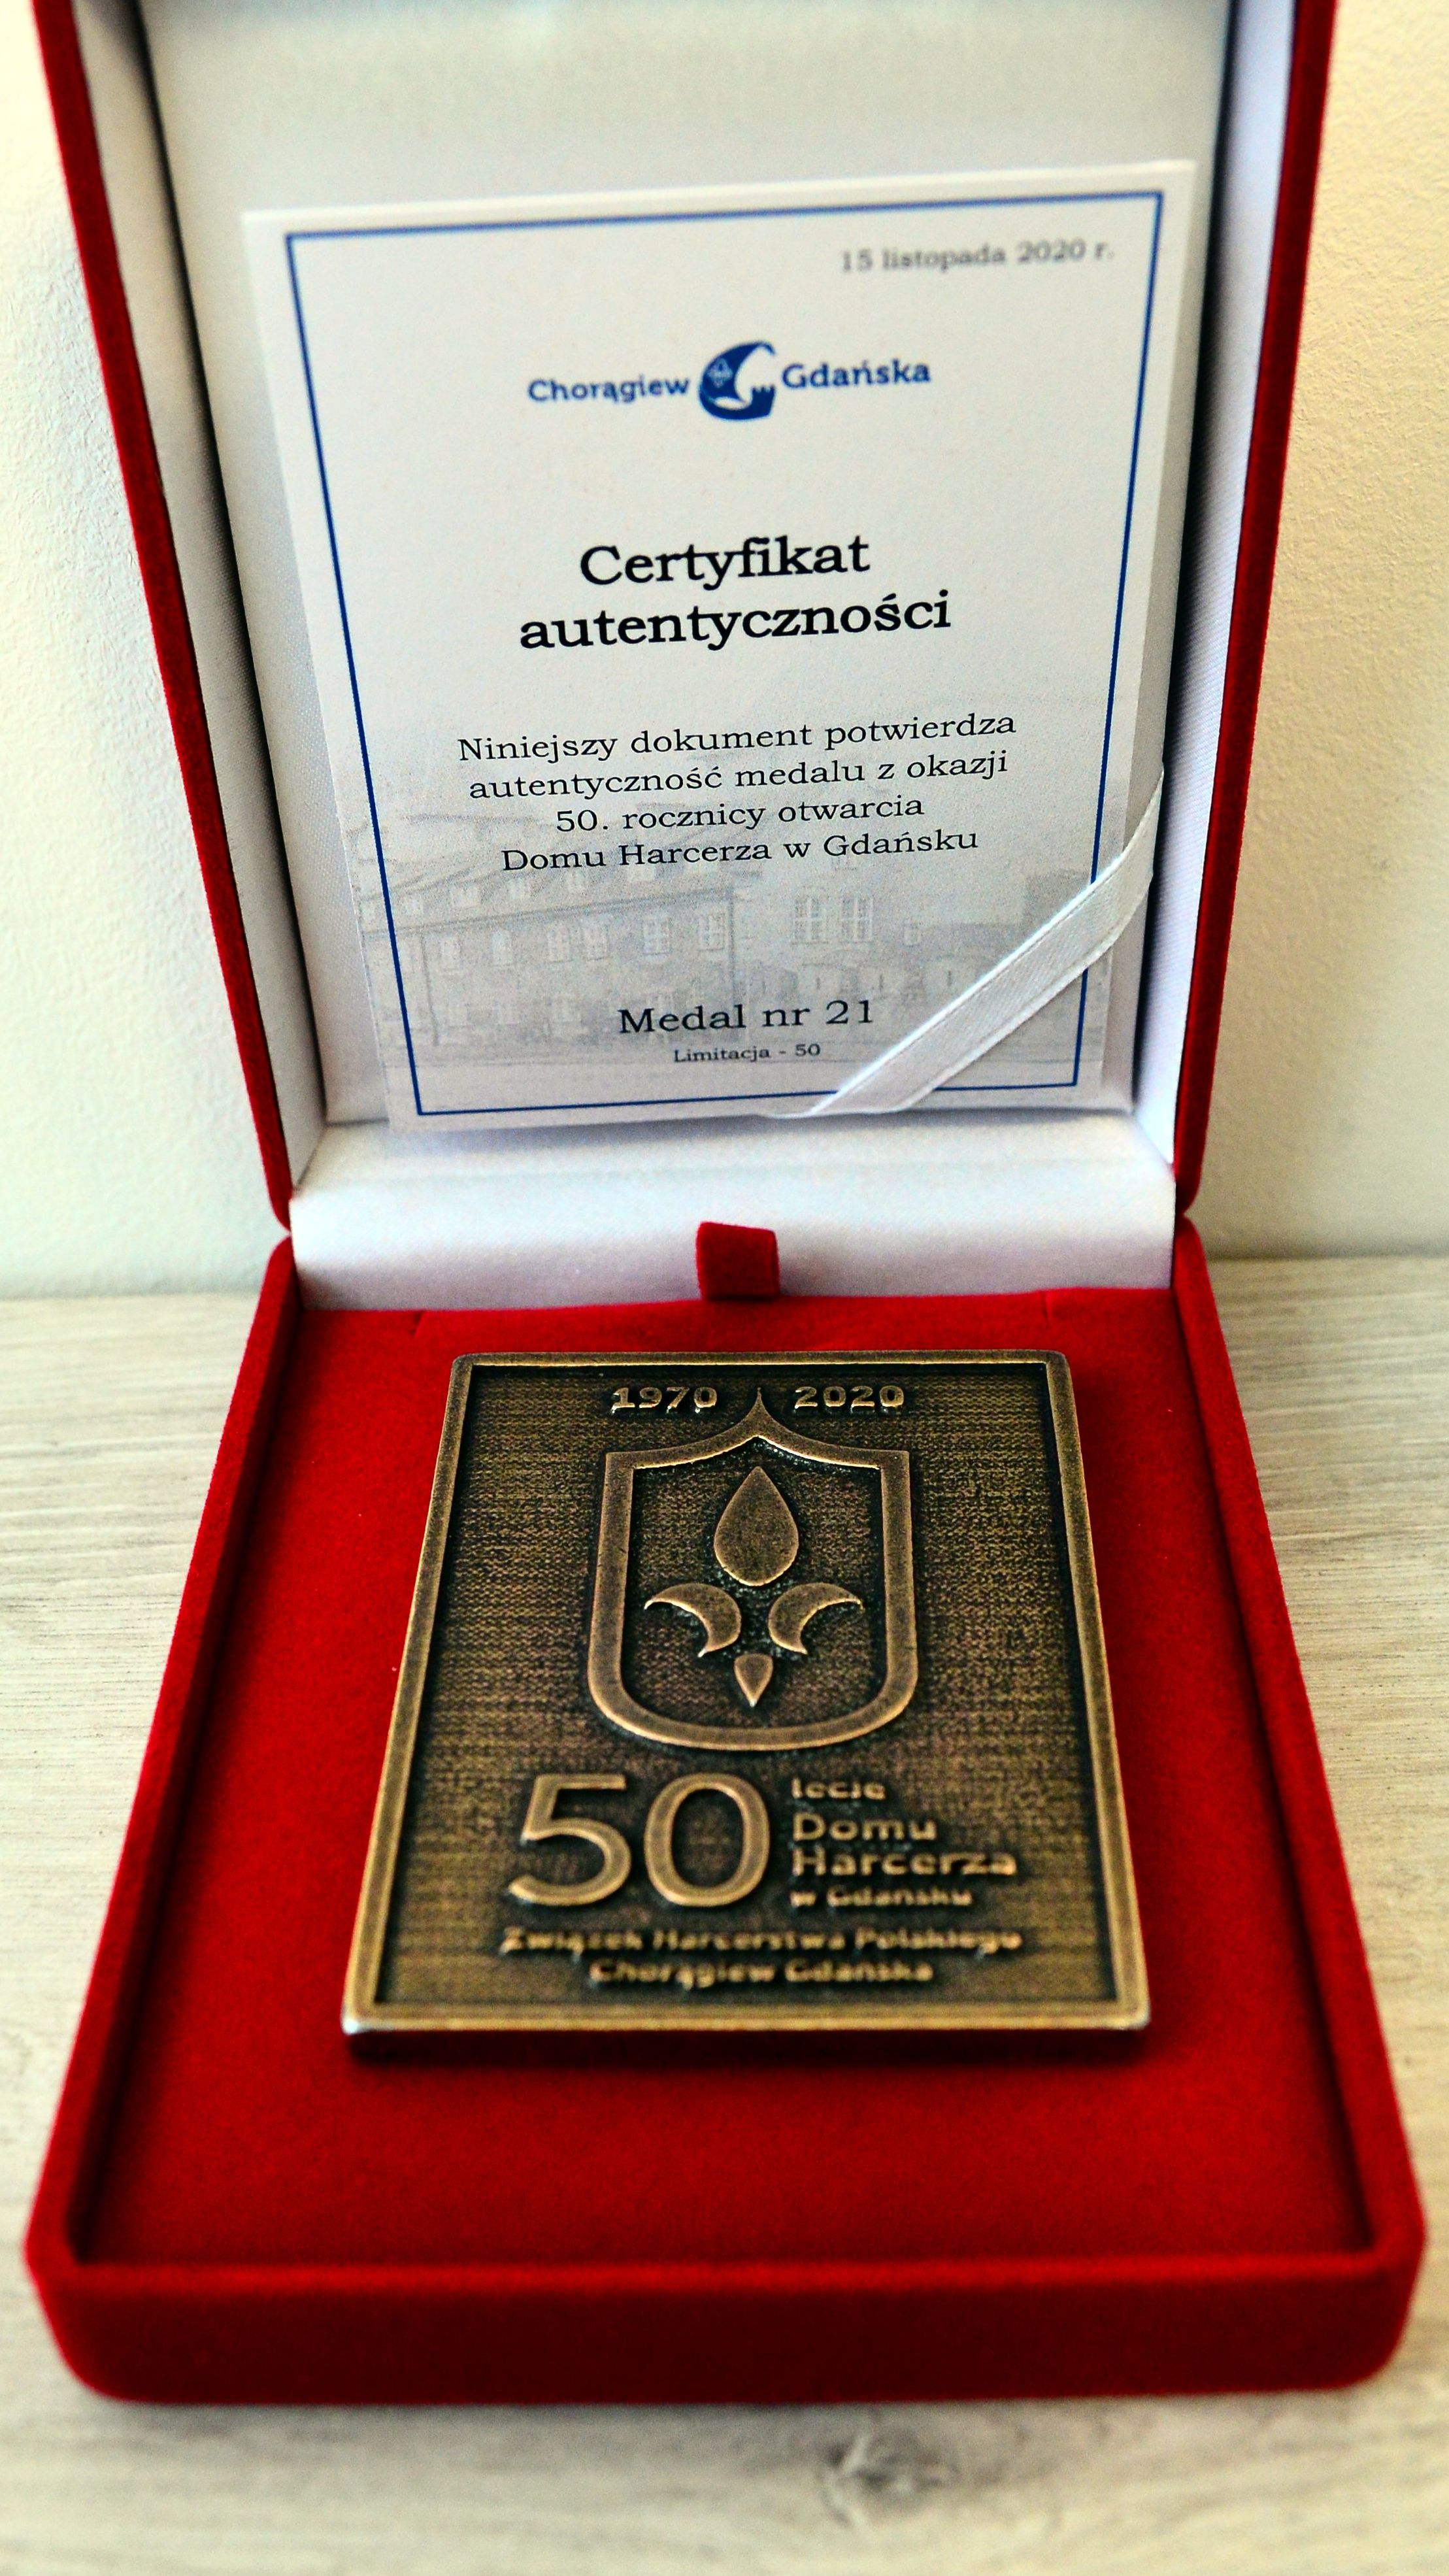 15 listopada 2020 r.
Chorągiew Gdańska
Certyfikat
autentyczności
Niniejszy dokument potwierdza
autentyczność medalu z okazji
50. rocznicy otwarcia
Domu Harcerza w Gdańsku
Medal nr 21
Limitacja - 50
1970 2020
50 lecie
Domu
Harcerza
w Gdańsku
Związek Harcerstwa Polskiego
Chorągiew Gdańska